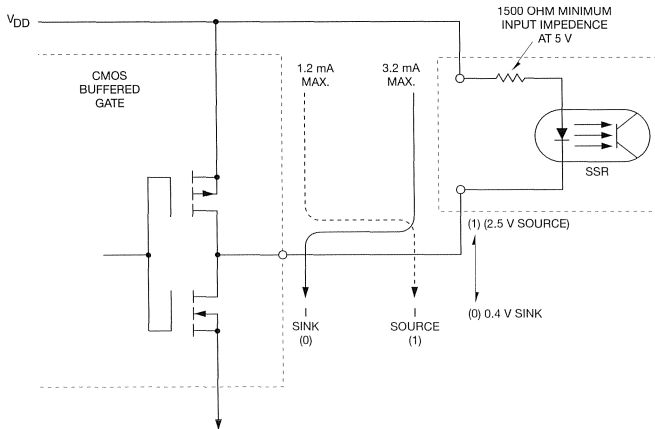 1500 OHM MINIMUM
INPUT IMPEDENCE
AT 5 V
VDD
CMOS
BUFFERED
GATE
1.2 mA
MAX.
3.2 mA
MAX.
SSR
(1) (2.5 V SOURCE)
(0) 0.4 V SINK
I
SINK
(0)
I
SOURCE
(1)